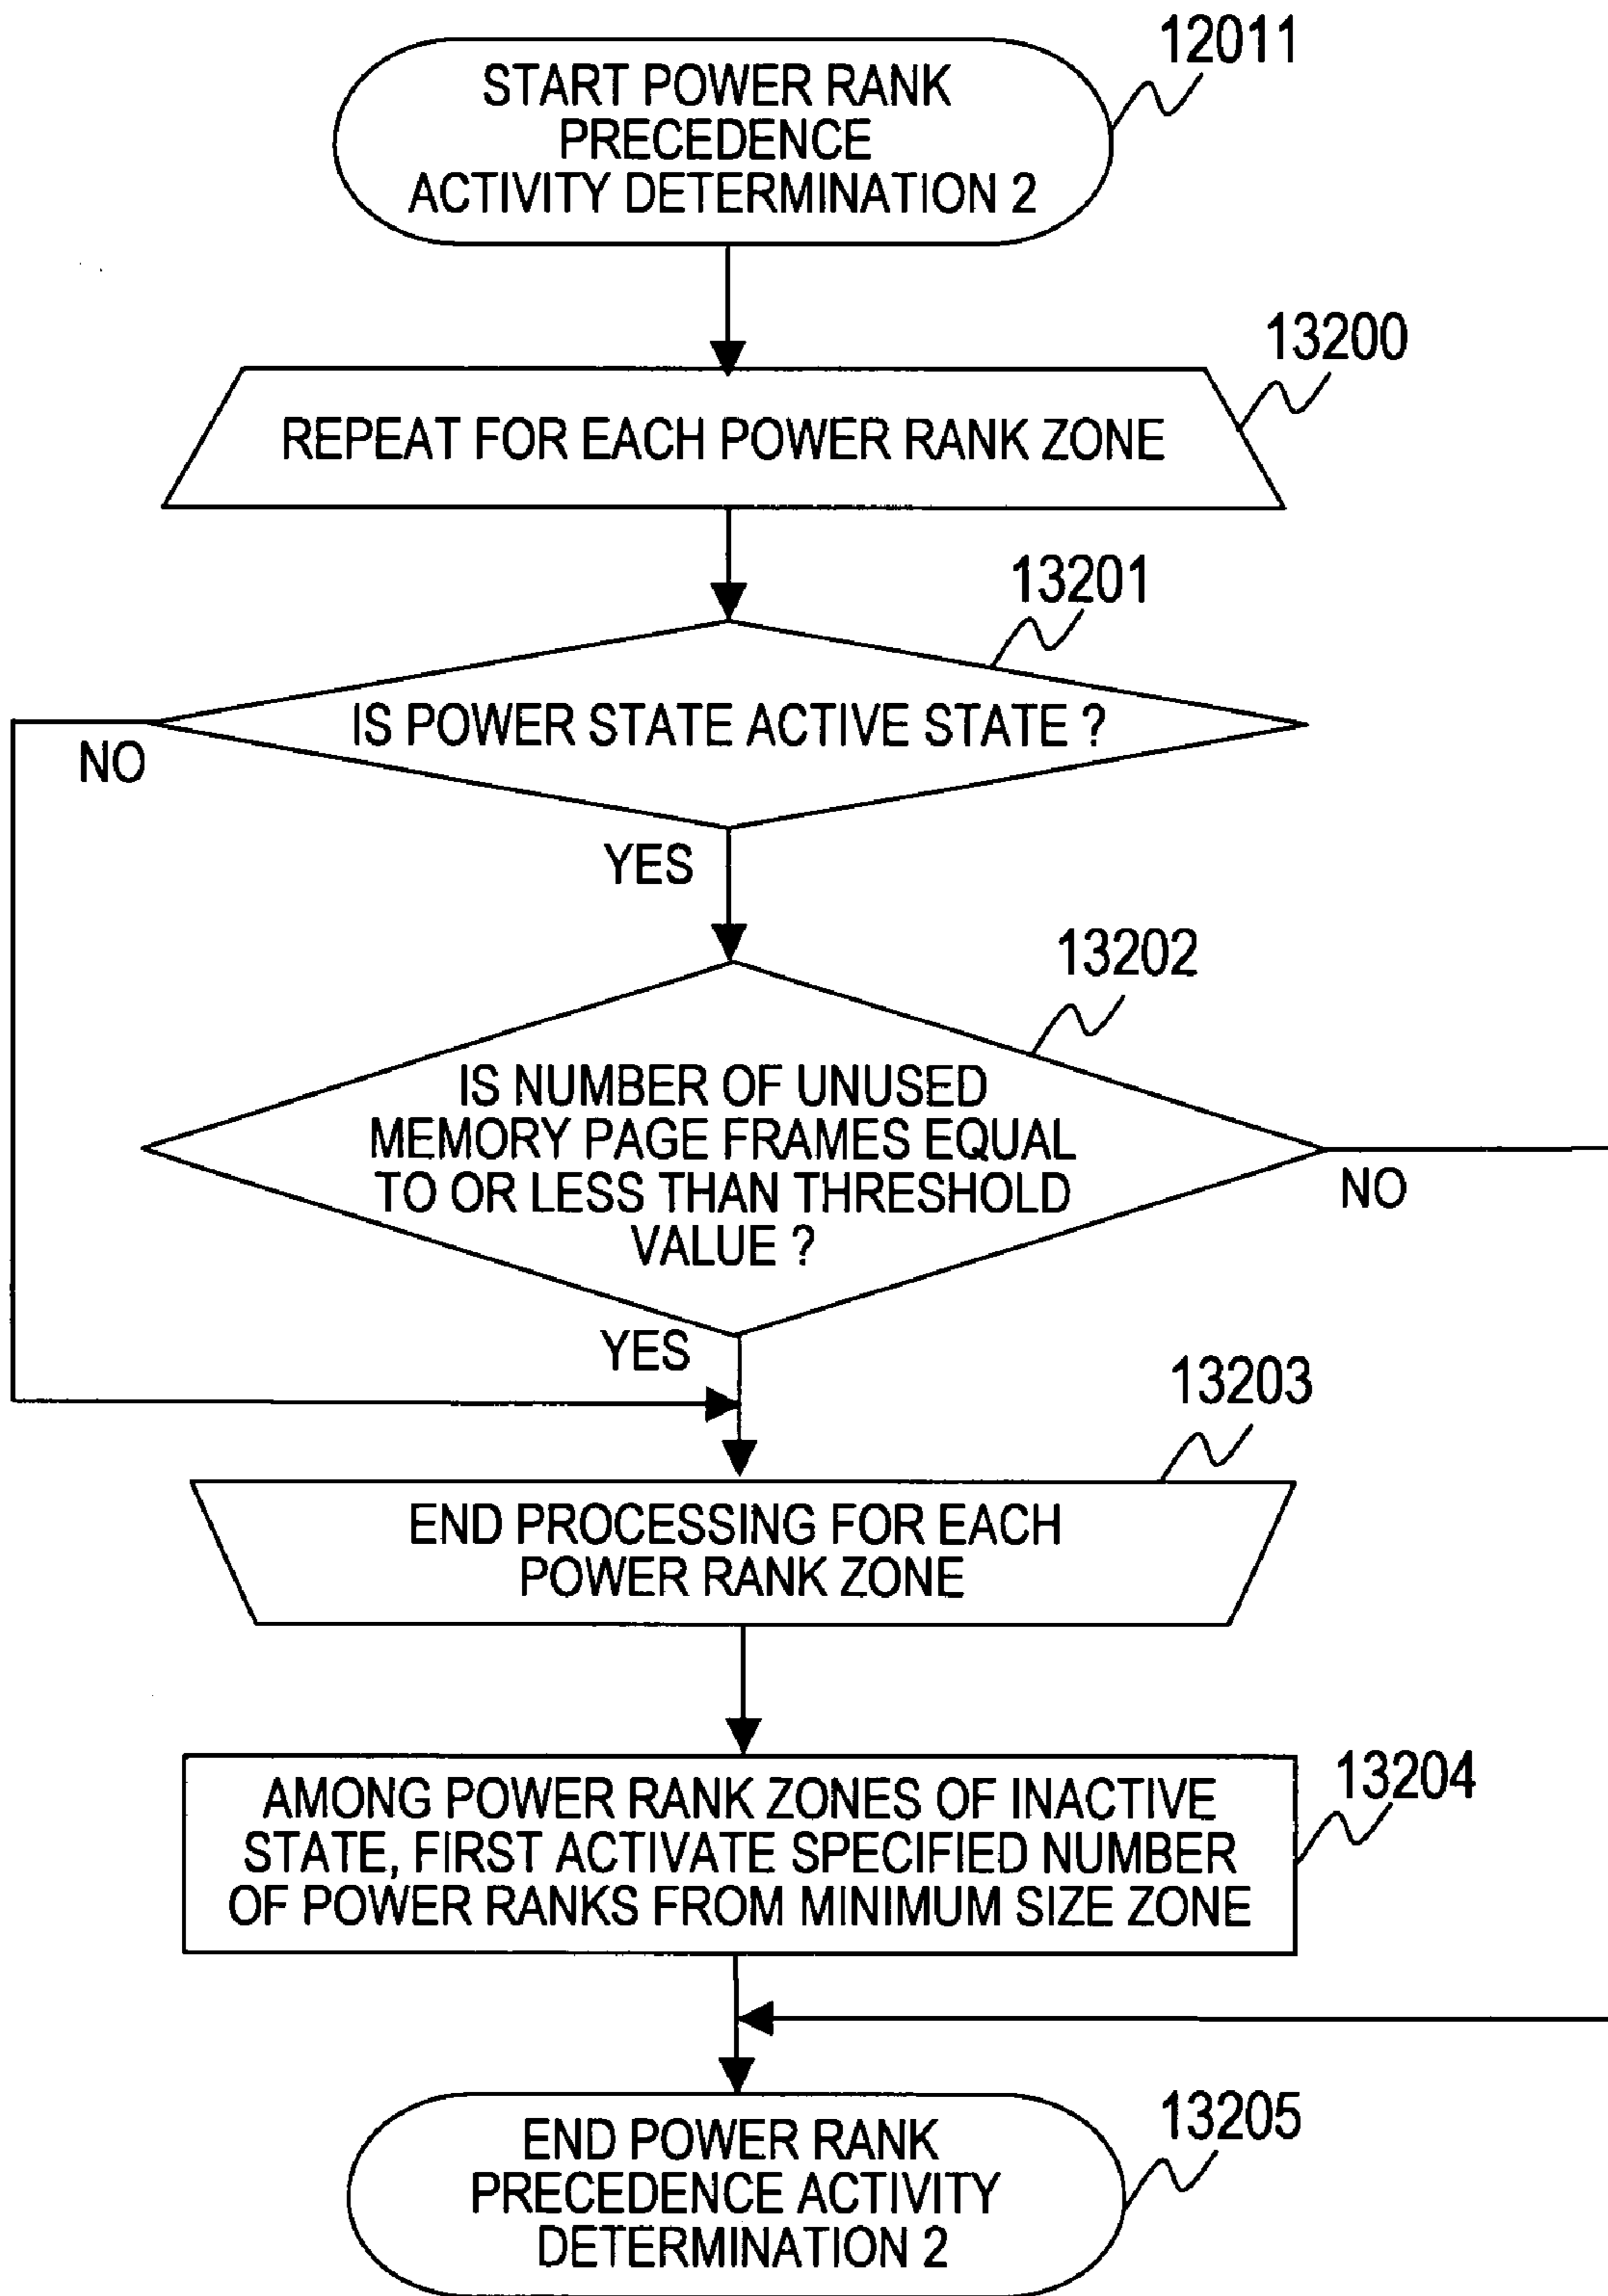 12011
START POWER RANK
PRECEDENCE
ACTIVITY DETERMINATION 2
13200
REPEAT FOR EACH POWER RANK ZONE
13201
IS POWER STATE ACTIVE STATE ?
NO
YES
13202
IS NUMBER OF UNUSED
MEMORY PAGE FRAMES EQUAL
TO OR LESS THAN THRESHOLD
VALUE ?
NO
YES
13203
END PROCESSING FOR EACH
POWER RANK ZONE
13204
AMONG POWER RANK ZONES OF INACTIVE
STATE, FIRST ACTIVATE SPECIFIED NUMBER
OF POWER RANKS FROM MINIMUM SIZE ZONE
13205
END POWER RANK
PRECEDENCE ACTIVITY
DETERMINATION 2